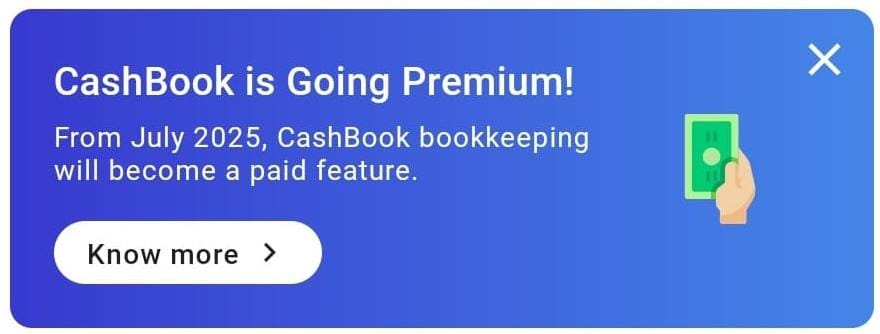 CashBook is Going Premium!
From July 2025, CashBook bookkeeping
will become a paid feature.
Know more